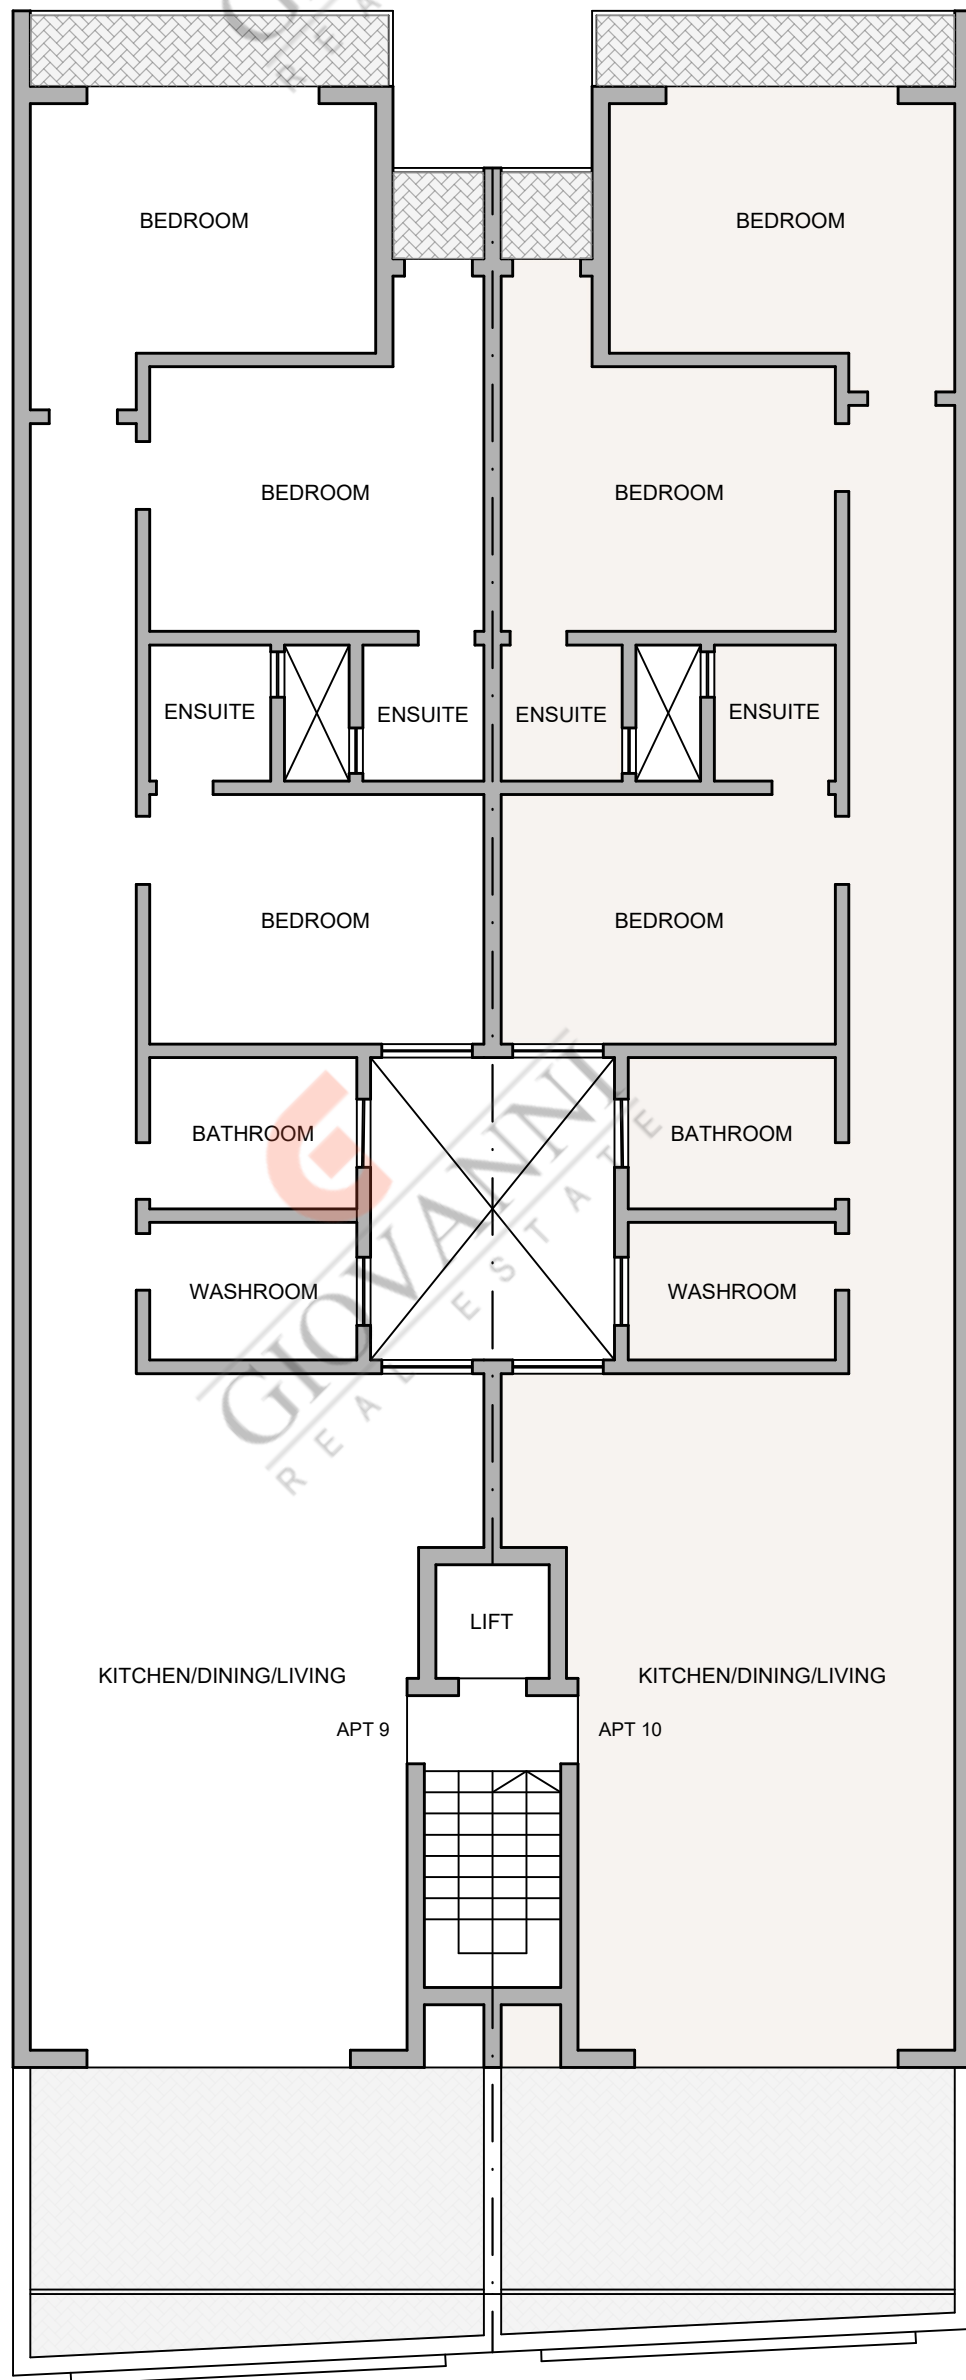 BEDROOM
BEDROOM
BEDROOM
BEDROOM
ENSUITE
ENSUITE
ENSUITE
ENSUITE
BEDROOM
BEDROOM
BATHROOM
BATHROOM
WASHROOM
WASHROOM
GIOVANNI
REAL ESTATE
LIFT
KITCHEN/DINING/LIVING
KITCHEN/DINING/LIVING
APT 9
APT 10